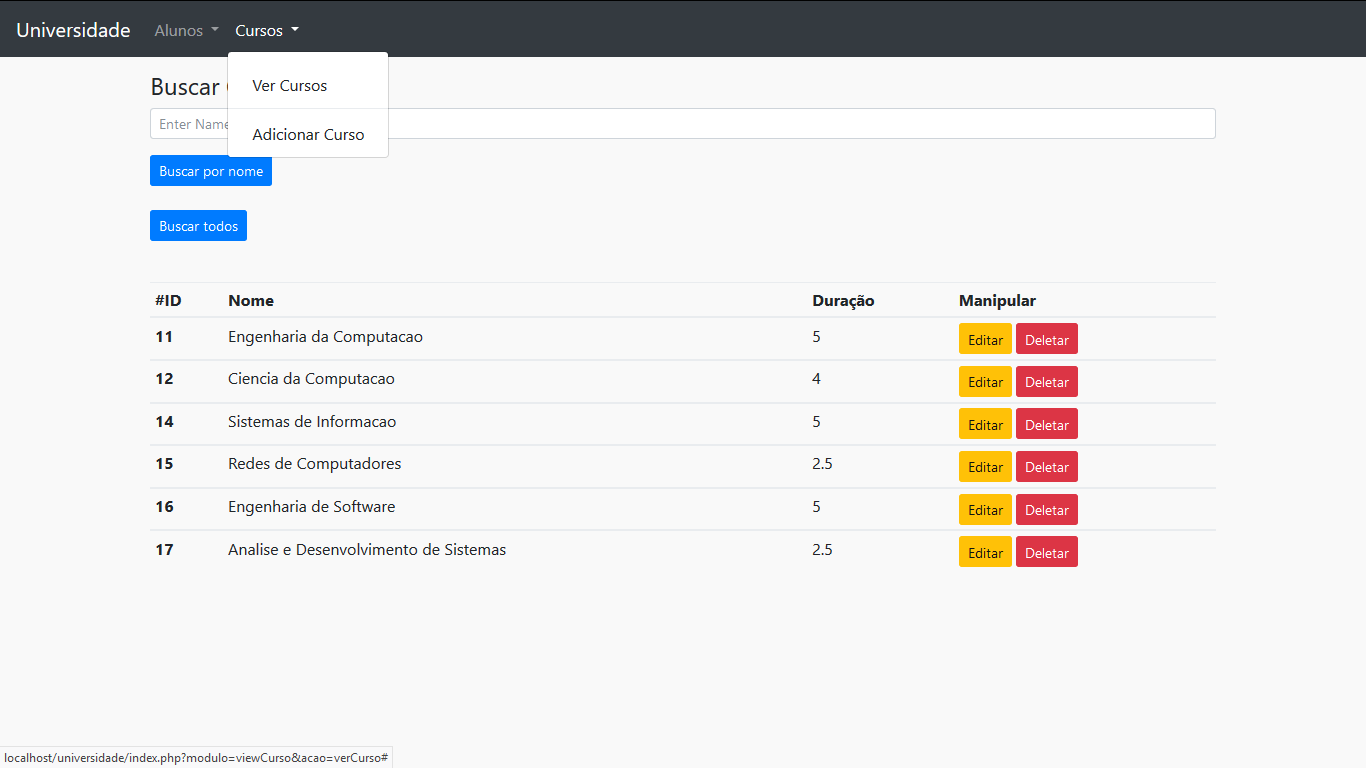 Universidade Alunos Cursos
Ver Cursos
Buscar
Enter Name
Adicionar Curso
Buscar por nome
Buscar todos
#ID Nome Duração Manipular
11 Engenharia da Computacao 5 Editar Deletar
12 Ciencia da Computacao 4 Editar Deletar
14 Sistemas de Informacao 5 Editar Deletar
15 Redes de Computadores 2.5 Editar Deletar
16 Engenharia de Software 5 Editar Deletar
17 Analise e Desenvolvimento de Sistemas 2.5 Editar Deletar
localhost/universidade/index.php?modulo=viewCurso&acao=verCurso#